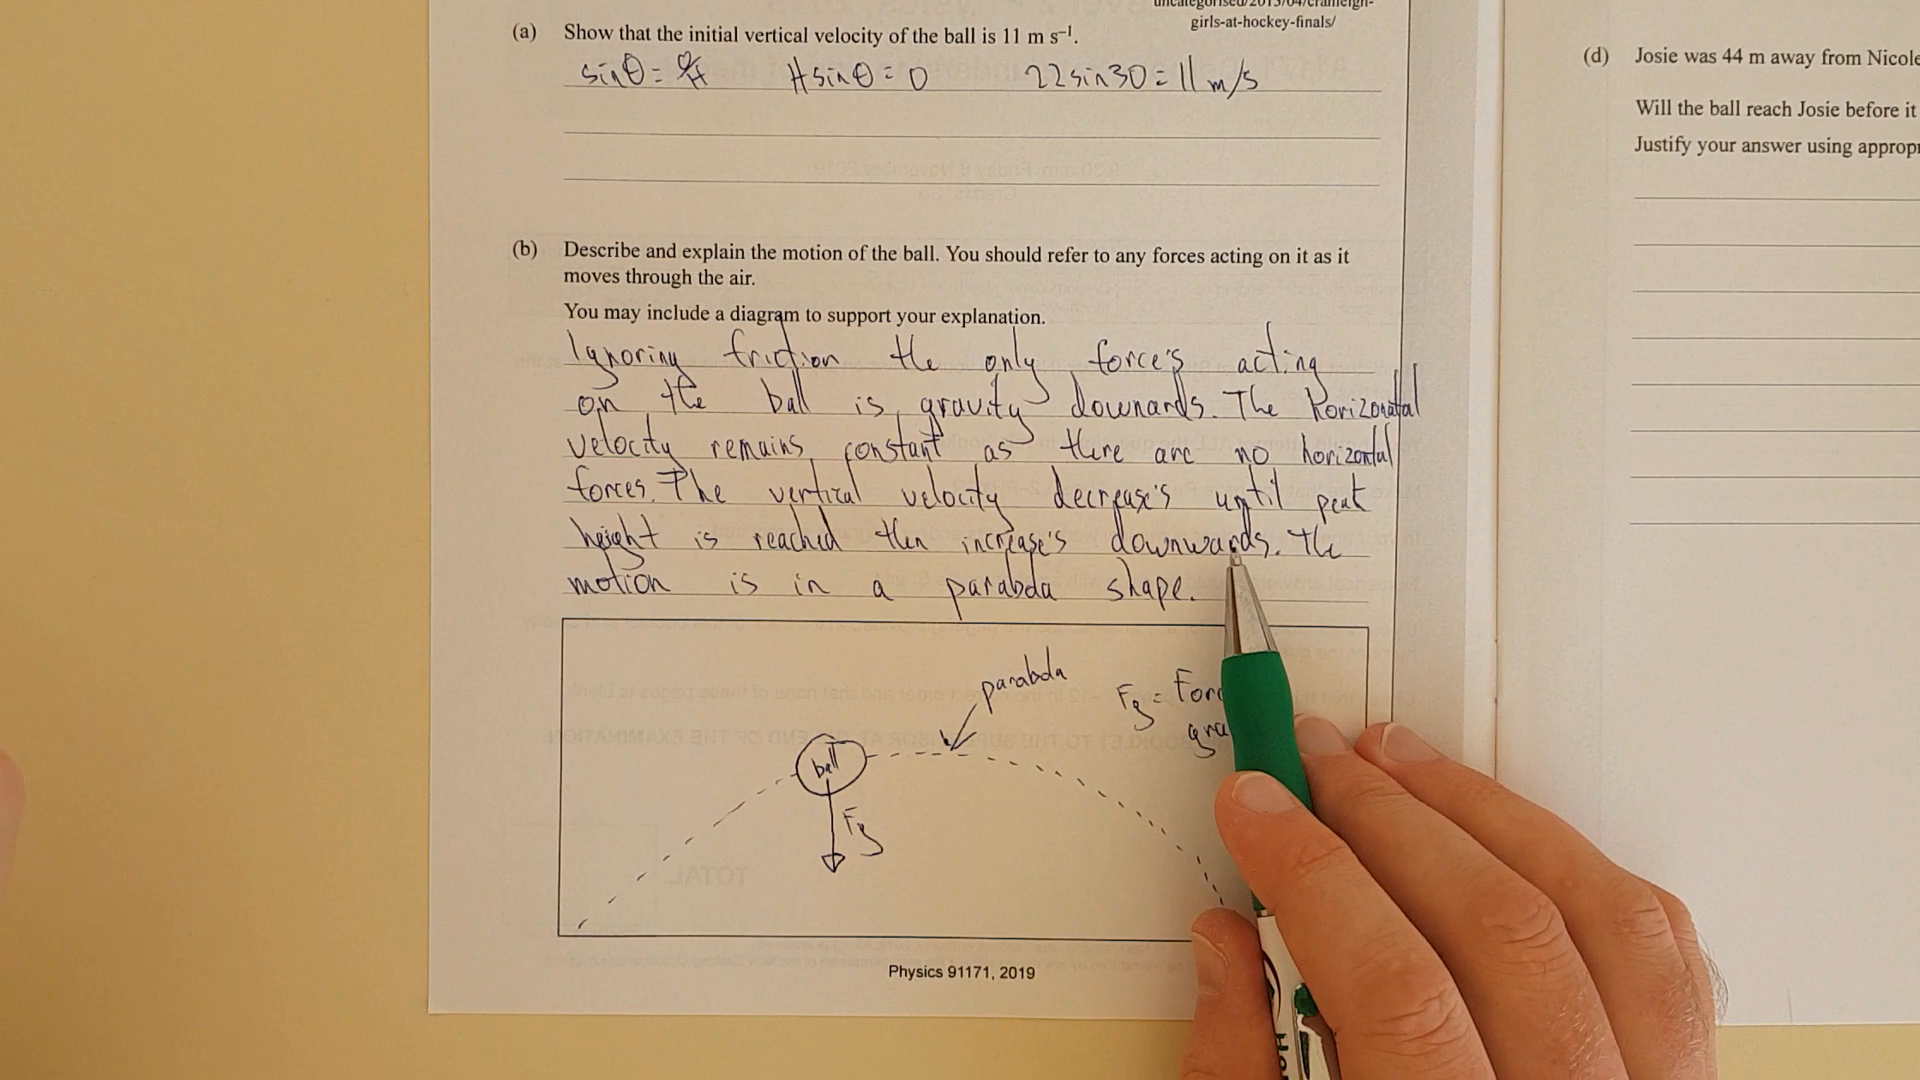 uncategorised/2013/04/cranleigh-
girls-at-hockey-finals/
(a) Show that the initial vertical velocity of the ball is 11 m s⁻¹.
sinθ = O/H Hsinθ = O 22sin30 = 11 m/s
(b) Describe and explain the motion of the ball. You should refer to any forces acting on it as it
moves through the air.
You may include a diagram to support your explanation.
Ignoring friction the only force's acting
on the ball is gravity downards. The horizonatal
velocity remains constant as there are no horizontal
forces. The vertical velocity decrease's until peak
height is reached then increase's downwards. The
motion is in a parabola shape.
parabola
Fg = Forc
gra
ball
Fg
TOTAL
Physics 91171, 2019
(d) Josie was 44 m away from Nicole
Will the ball reach Josie before it
Justify your answer using approp